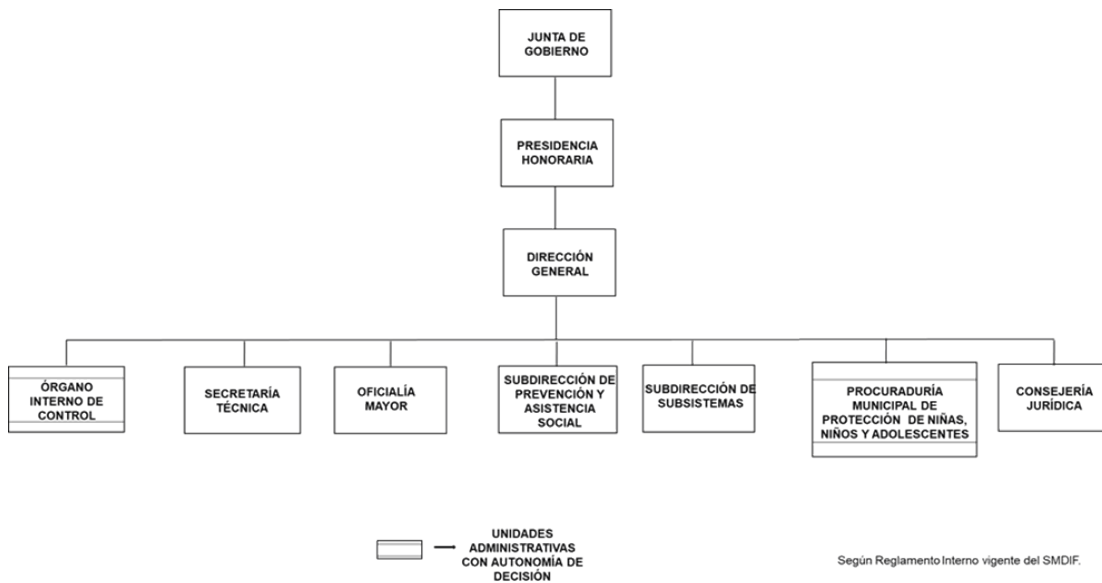 JUNTA DE
GOBIERNO
PRESIDENCIA
HONORARIA
DIRECCIÓN
GENERAL
ÓRGANO
INTERNO DE
CONTROL
SECRETARÍA
TÉCNICA
OFICIALÍA
MAYOR
SUBDIRECCIÓN DE
PREVENCIÓN Y
ASISTENCIA
SOCIAL
SUBDIRECCIÓN DE
SUBSISTEMAS
PROCURADURÍA
MUNICIPAL DE
PROTECCIÓN DE NIÑAS,
NIÑOS Y ADOLESCENTES
CONSEJERÍA
JURÍDICA
UNIDADES
ADMINISTRATIVAS
CON AUTONOMÍA DE
DECISIÓN
Según Reglamento Interno vigente del SMDIF.